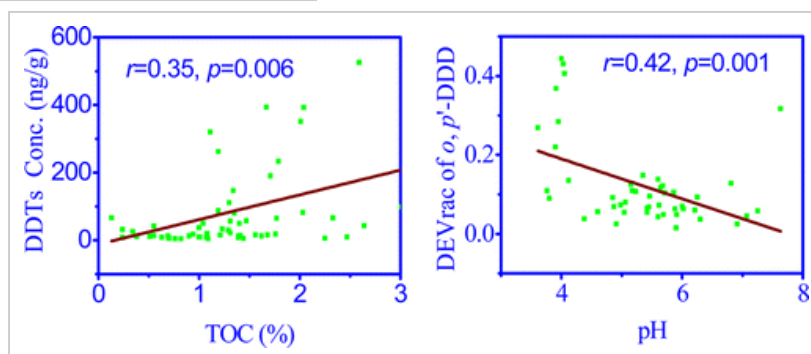 600
400
200
0
DDTs Conc. (ng/g)
r=0.35, p=0.006
0 1 2 3
TOC (%)
0.4
0.2
0.0
DEVrac of o, p'-DDD
r=0.42, p=0.001
4 6 8
pH